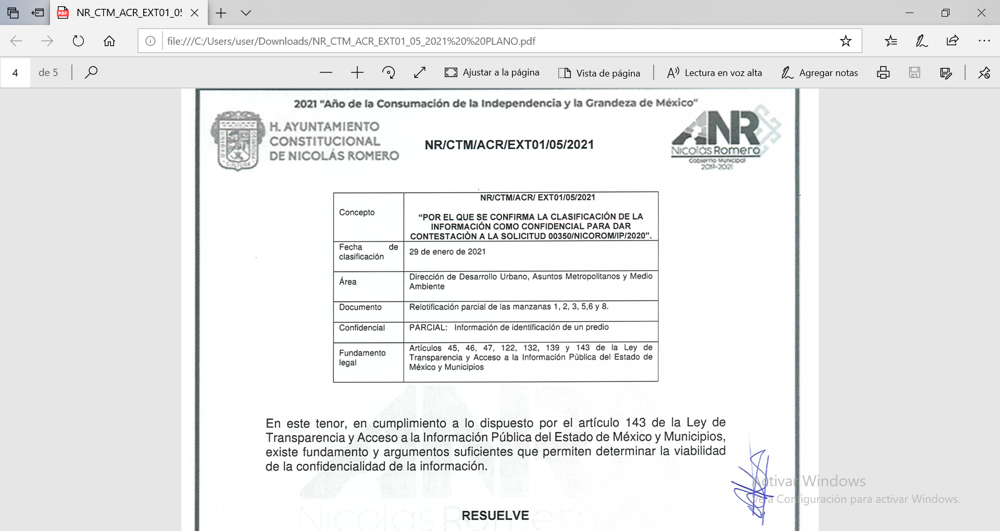 NR_CTM_ACR_EXT01_05
file:///C:/Users/user/Downloads/NR_CTM_ACR_EXT01_05_2021%20%20PLANO.pdf
4 de 5
Ajustar a la página
Vista de página
Lectura en voz alta
Agregar notas
2021 "Año de la Consumación de la Independencia y la Grandeza de México"
H. AYUNTAMIENTO
CONSTITUCIONAL
DE NICOLÁS ROMERO
NR/CTM/ACR/EXT01/05/2021
ANR
Nicolás Romero
Gobierno Municipal
2019-2021
Concepto
NR/CTM/ACR/ EXT01/05/2021
“POR EL QUE SE CONFIRMA LA CLASIFICACIÓN DE LA
INFORMACIÓN COMO CONFIDENCIAL PARA DAR
CONTESTACIÒN A LA SOLICITUD 00350/NICOROM/IP/2020”.
Fecha de
clasificación
29 de enero de 2021
Área
Dirección de Desarrollo Urbano, Asuntos Metropolitanos y Medio
Ambiente
Documento
Relotificación parcial de las manzanas 1, 2, 3, 5,6 y 8.
Confidencial
PARCIAL: Información de identificación de un predio
Fundamento
legal
Artículos 45, 46, 47, 122, 132, 139 y 143 de la Ley de
Transparencia y Acceso a la Información Pública del Estado de
México y Municipios
En este tenor, en cumplimiento a lo dispuesto por el artículo 143 de la Ley de
Transparencia y Acceso a la Información Pública del Estado de México y Municipios,
existe fundamento y argumentos suficientes que permiten determinar la viabilidad
de la confidencialidad de la información.
Activar Windows
Ve a Configuración para activar Windows.
RESUELVE
Nicolás Romero